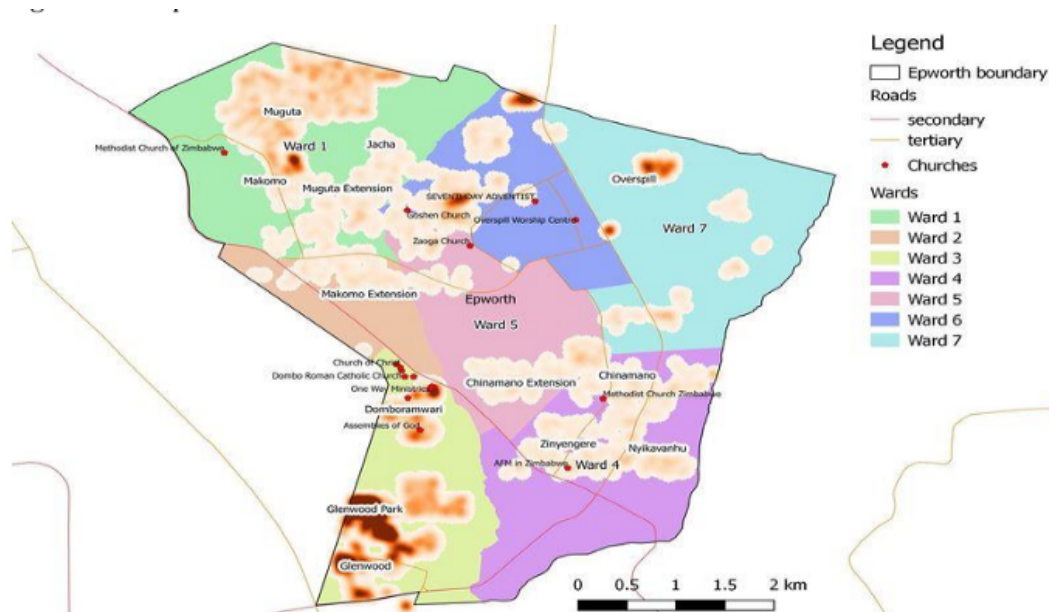 Legend
Epworth boundary
Roads
secondary
tertiary
Churches
Wards
Ward 1
Ward 2
Ward 3
Ward 4
Ward 5
Ward 6
Ward 7
Muguta
Methodist Church of Zimbabwe
Ward 1
Jacha
Makomo
Muguta Extension
Overspill
SEVENTHDAY ADVENTIST
Goshen Church
Overspill Worship Centre
Ward 7
Zaoga Church
Makomo Extension
Epworth
Ward 5
Church of Christ
Dombo Roman Catholic Church
One Way Ministries
Chinamano Extension
Chinamano
Methodist Church Zimbabwe
Domboramwari
Assemblies of God
Zinyengere
Nyikavanhu
AFM in Zimbabwe
Ward 4
Glenwood Park
Glenwood
0 0.5 1 1.5 2 km